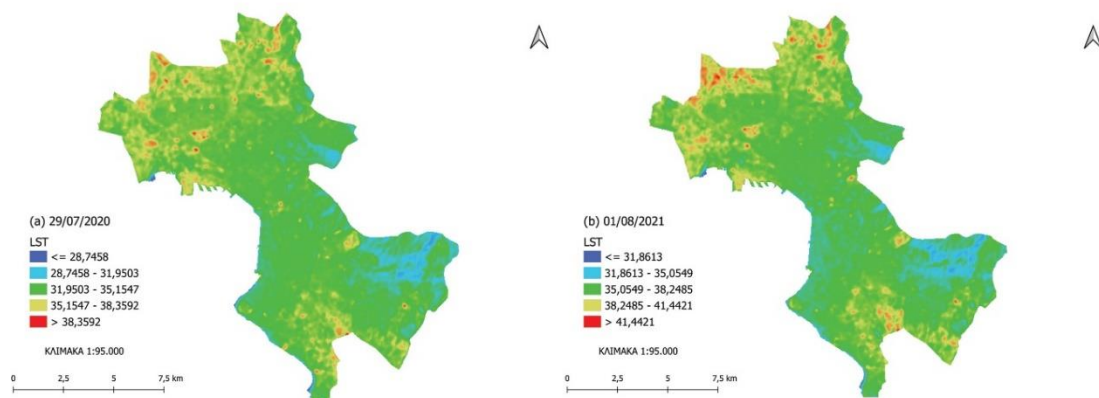 (a) 29/07/2020
LST
<= 28,7458
28,7458 - 31,9503
31,9503 - 35,1547
35,1547 - 38,3592
> 38,3592
ΚΛΙΜΑΚΑ 1:95.000
0 2,5 5 7,5 km
(b) 01/08/2021
LST
<= 31,8613
31,8613 - 35,0549
35,0549 - 38,2485
38,2485 - 41,4421
> 41,4421
ΚΛΙΜΑΚΑ 1:95.000
0 2,5 5 7,5 km